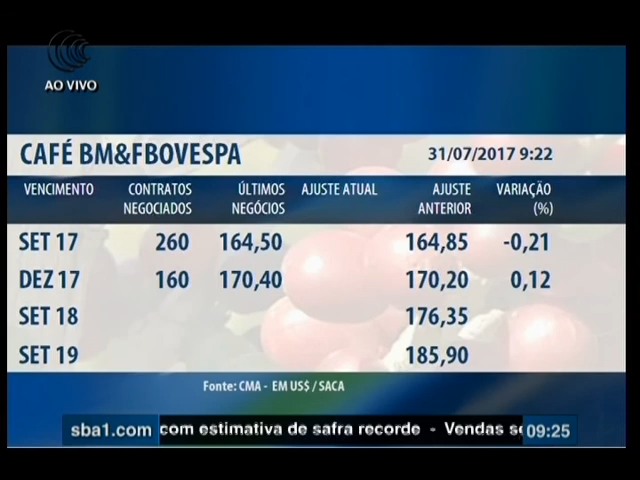 AO VIVO
CAFÉ BM&FBOVESPA 31/07/2017 9:22
VENCIMENTO CONTRATOS NEGOCIADOS ÚLTIMOS NEGÓCIOS AJUSTE ATUAL AJUSTE ANTERIOR VARIAÇÃO (%)
SET 17 260 164,50 164,85 -0,21
DEZ 17 160 170,40 170,20 0,12
SET 18 176,35
SET 19 185,90
Fonte: CMA - EM US$ / SACA
sba1.com com estimativa de safra recorde - Vendas se 09:25